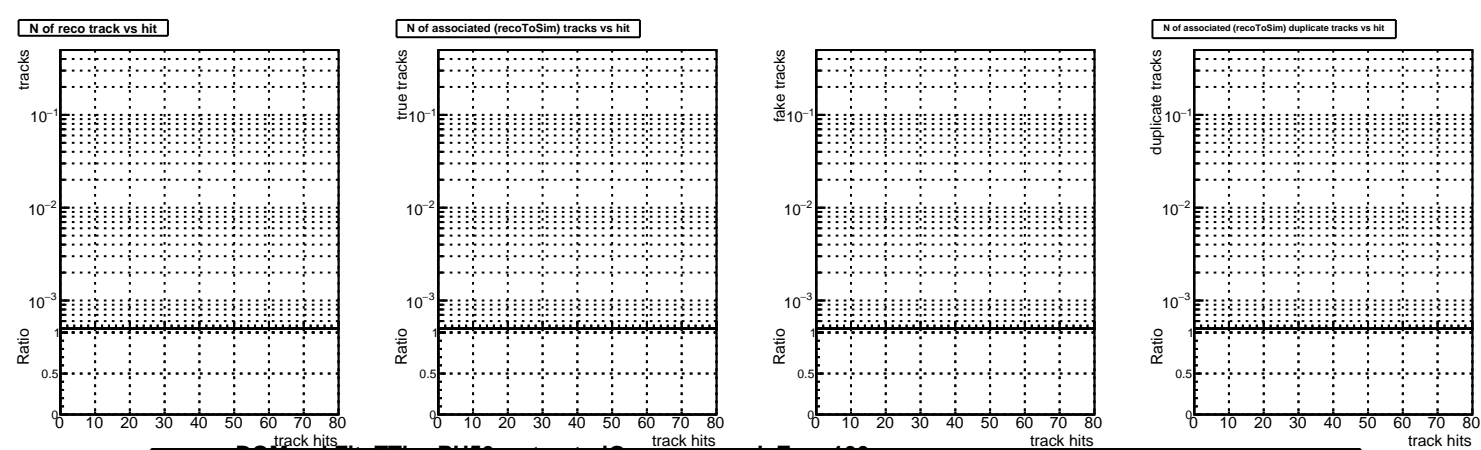 N of reco track vs hit
tracks
10⁻¹
10⁻²
10⁻³
Ratio
1
0.5
0
0 10 20 30 40 50 60 70 80
track hits
N of associated (recoToSim) tracks vs hit
true tracks
10⁻¹
10⁻²
10⁻³
Ratio
1
0.5
0
0 10 20 30 40 50 60 70 80
track hits
fake tracks
10⁻¹
10⁻²
10⁻³
Ratio
1
0.5
0
0 10 20 30 40 50 60 70 80
track hits
N of associated (recoToSim) duplicate tracks vs hit
duplicate tracks
10⁻¹
10⁻²
10⁻³
Ratio
1
0.5
0
0 10 20 30 40 50 60 70 80
track hits